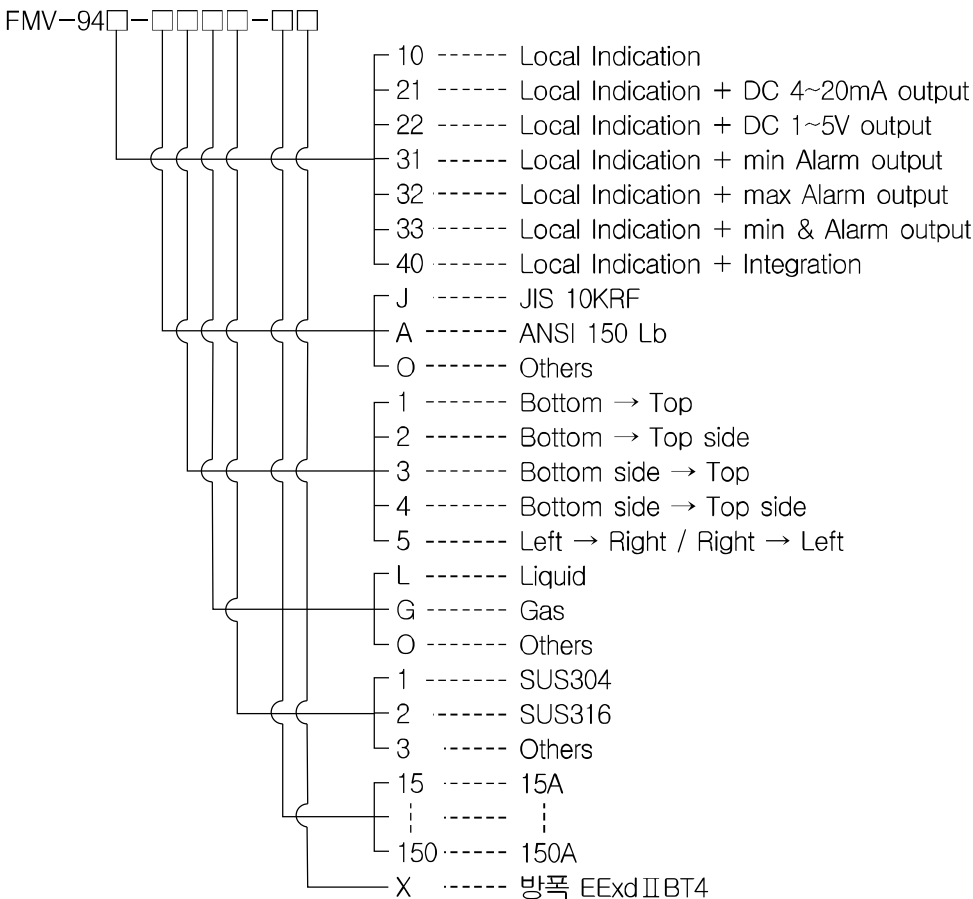 FMV-94□-□□□□-□□
10 ------ Local Indication
21 ------ Local Indication + DC 4~20mA output
22 ------ Local Indication + DC 1~5V output
31 ------ Local Indication + min Alarm output
32 ------ Local Indication + max Alarm output
33 ------ Local Indication + min & Alarm output
40 ------ Local Indication + Integration
J ------ JIS 10KRF
A ------ ANSI 150 Lb
O ------ Others
1 ------ Bottom → Top
2 ------ Bottom → Top side
3 ------ Bottom side → Top
4 ------ Bottom side → Top side
5 ------ Left → Right / Right → Left
L ------ Liquid
G ------ Gas
O ------ Others
1 ------ SUS304
2 ------ SUS316
3 ------ Others
15 ------ 15A
150 ------ 150A
X ------ 방폭 EExdⅡBT4